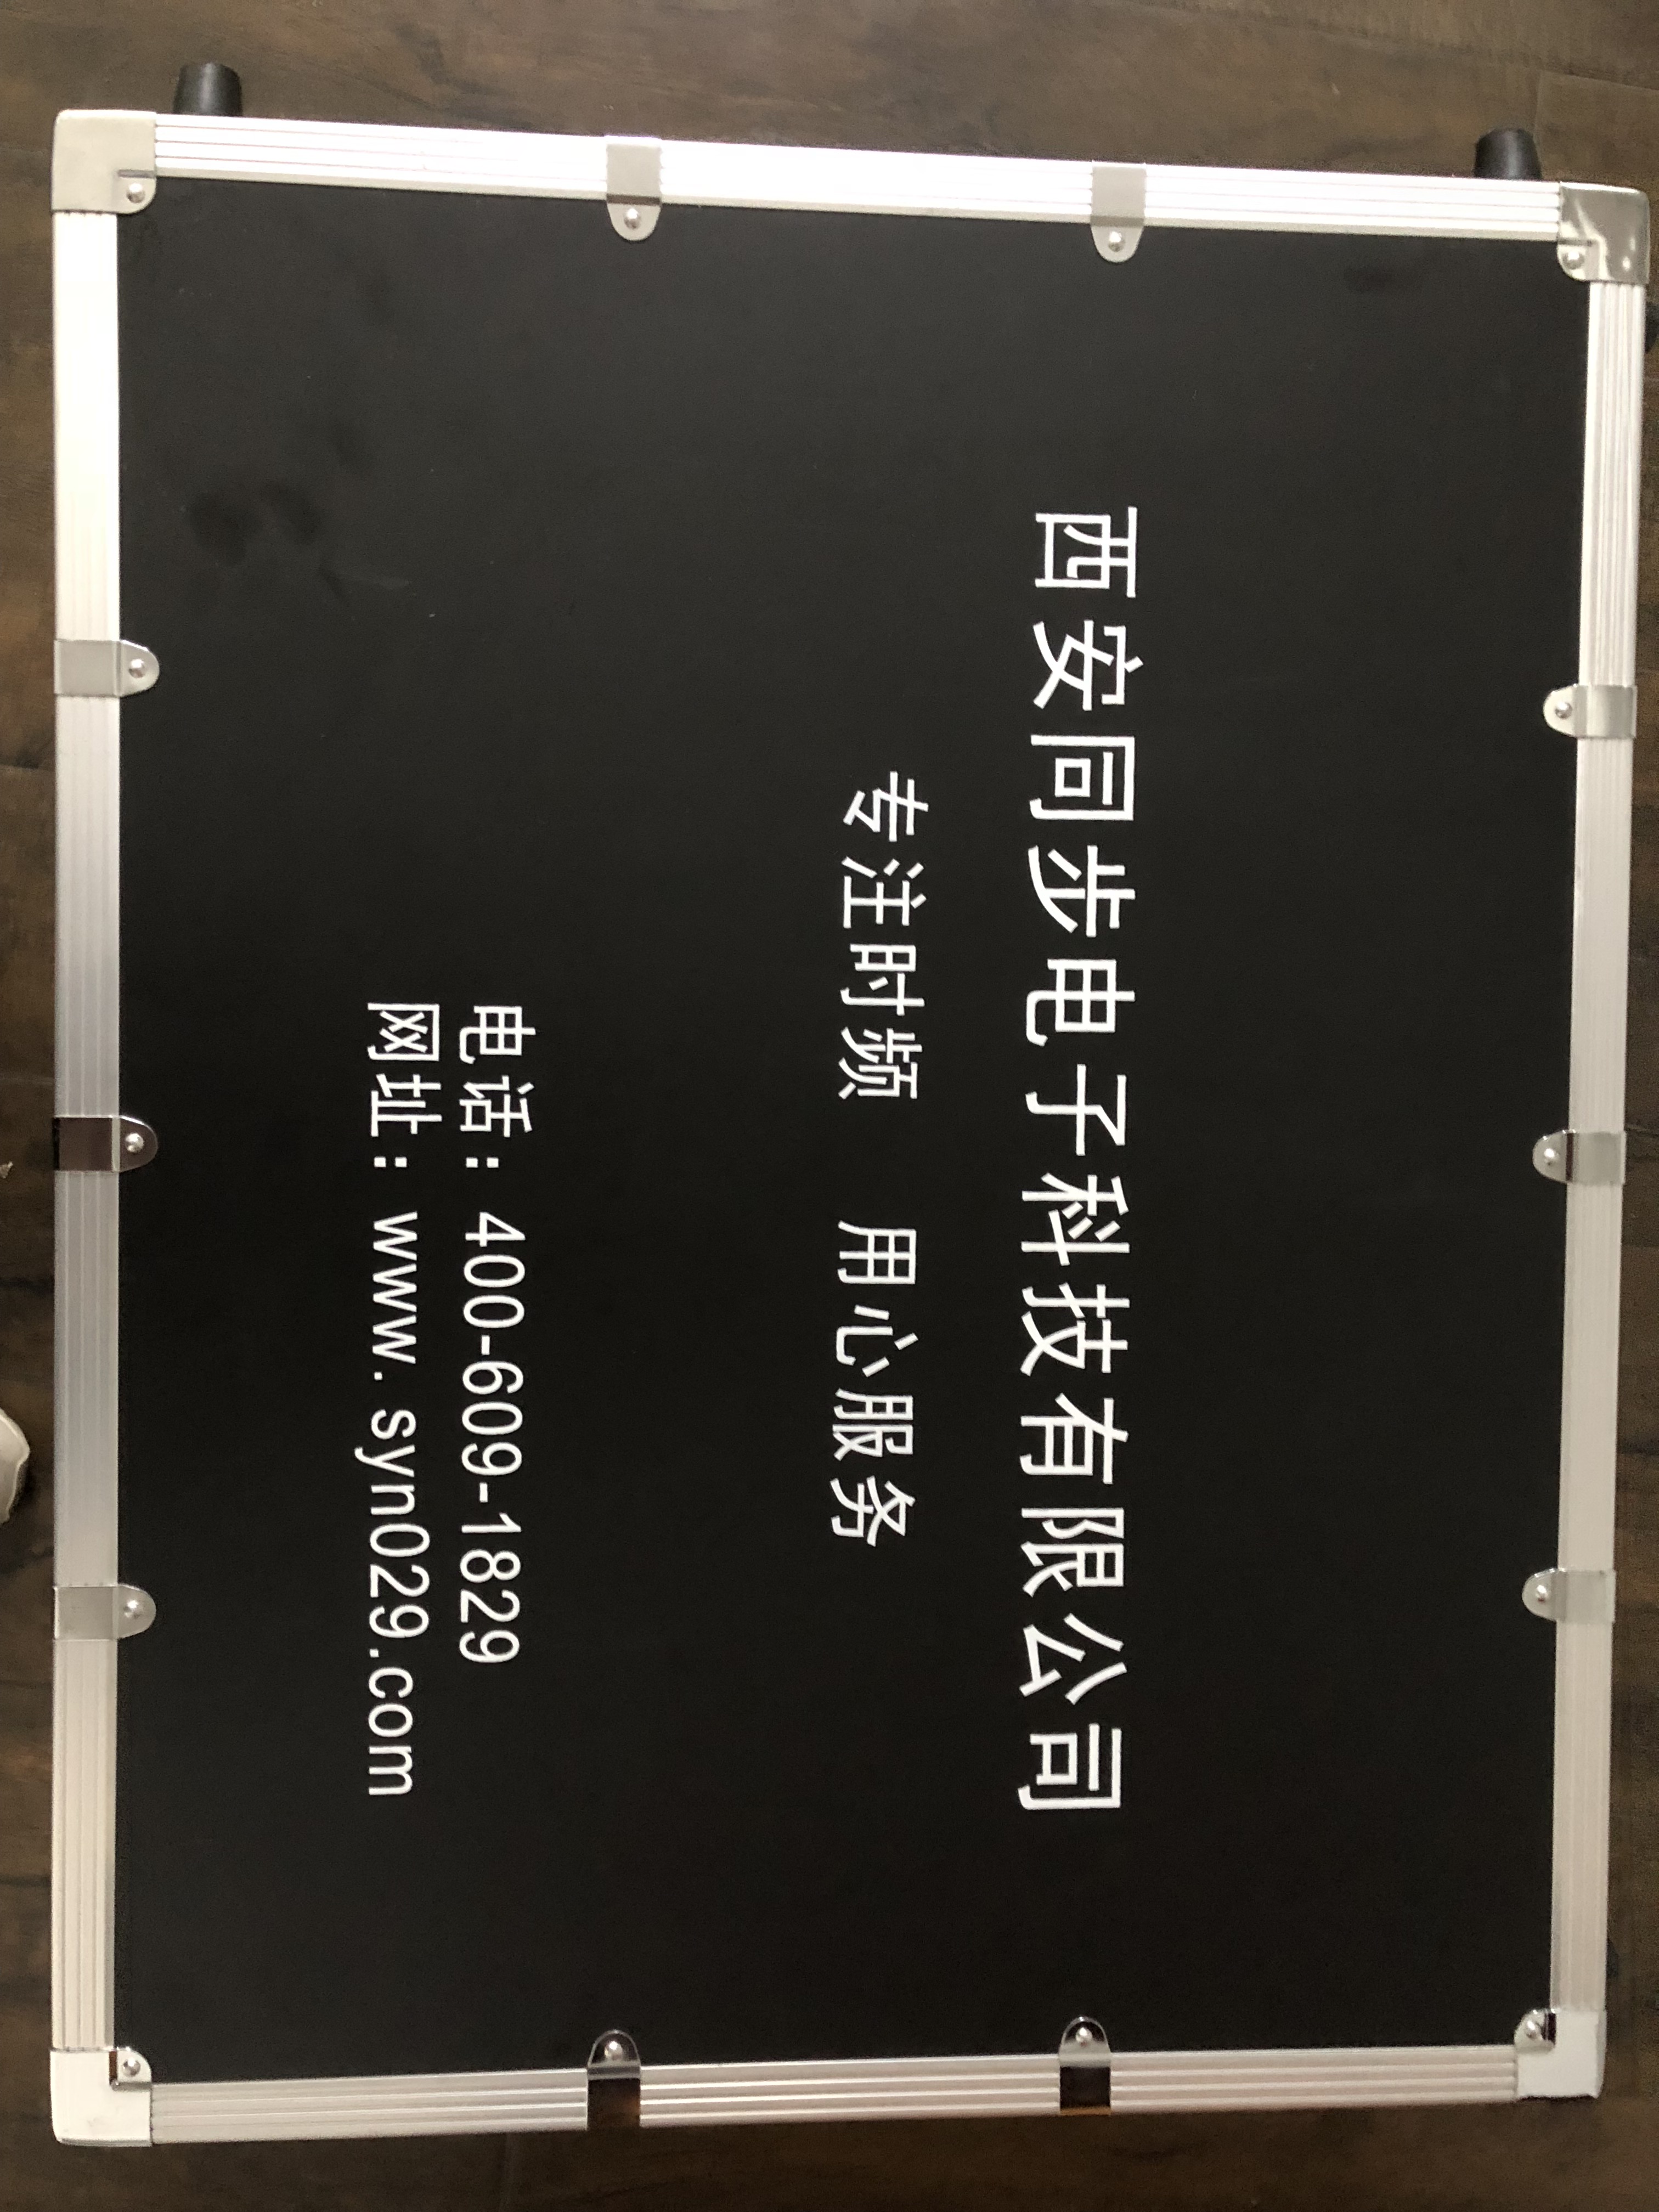 西安同步电子科技有限公司
专注时频 用心服务
电话：400-609-1829
网址：www.syn029.com